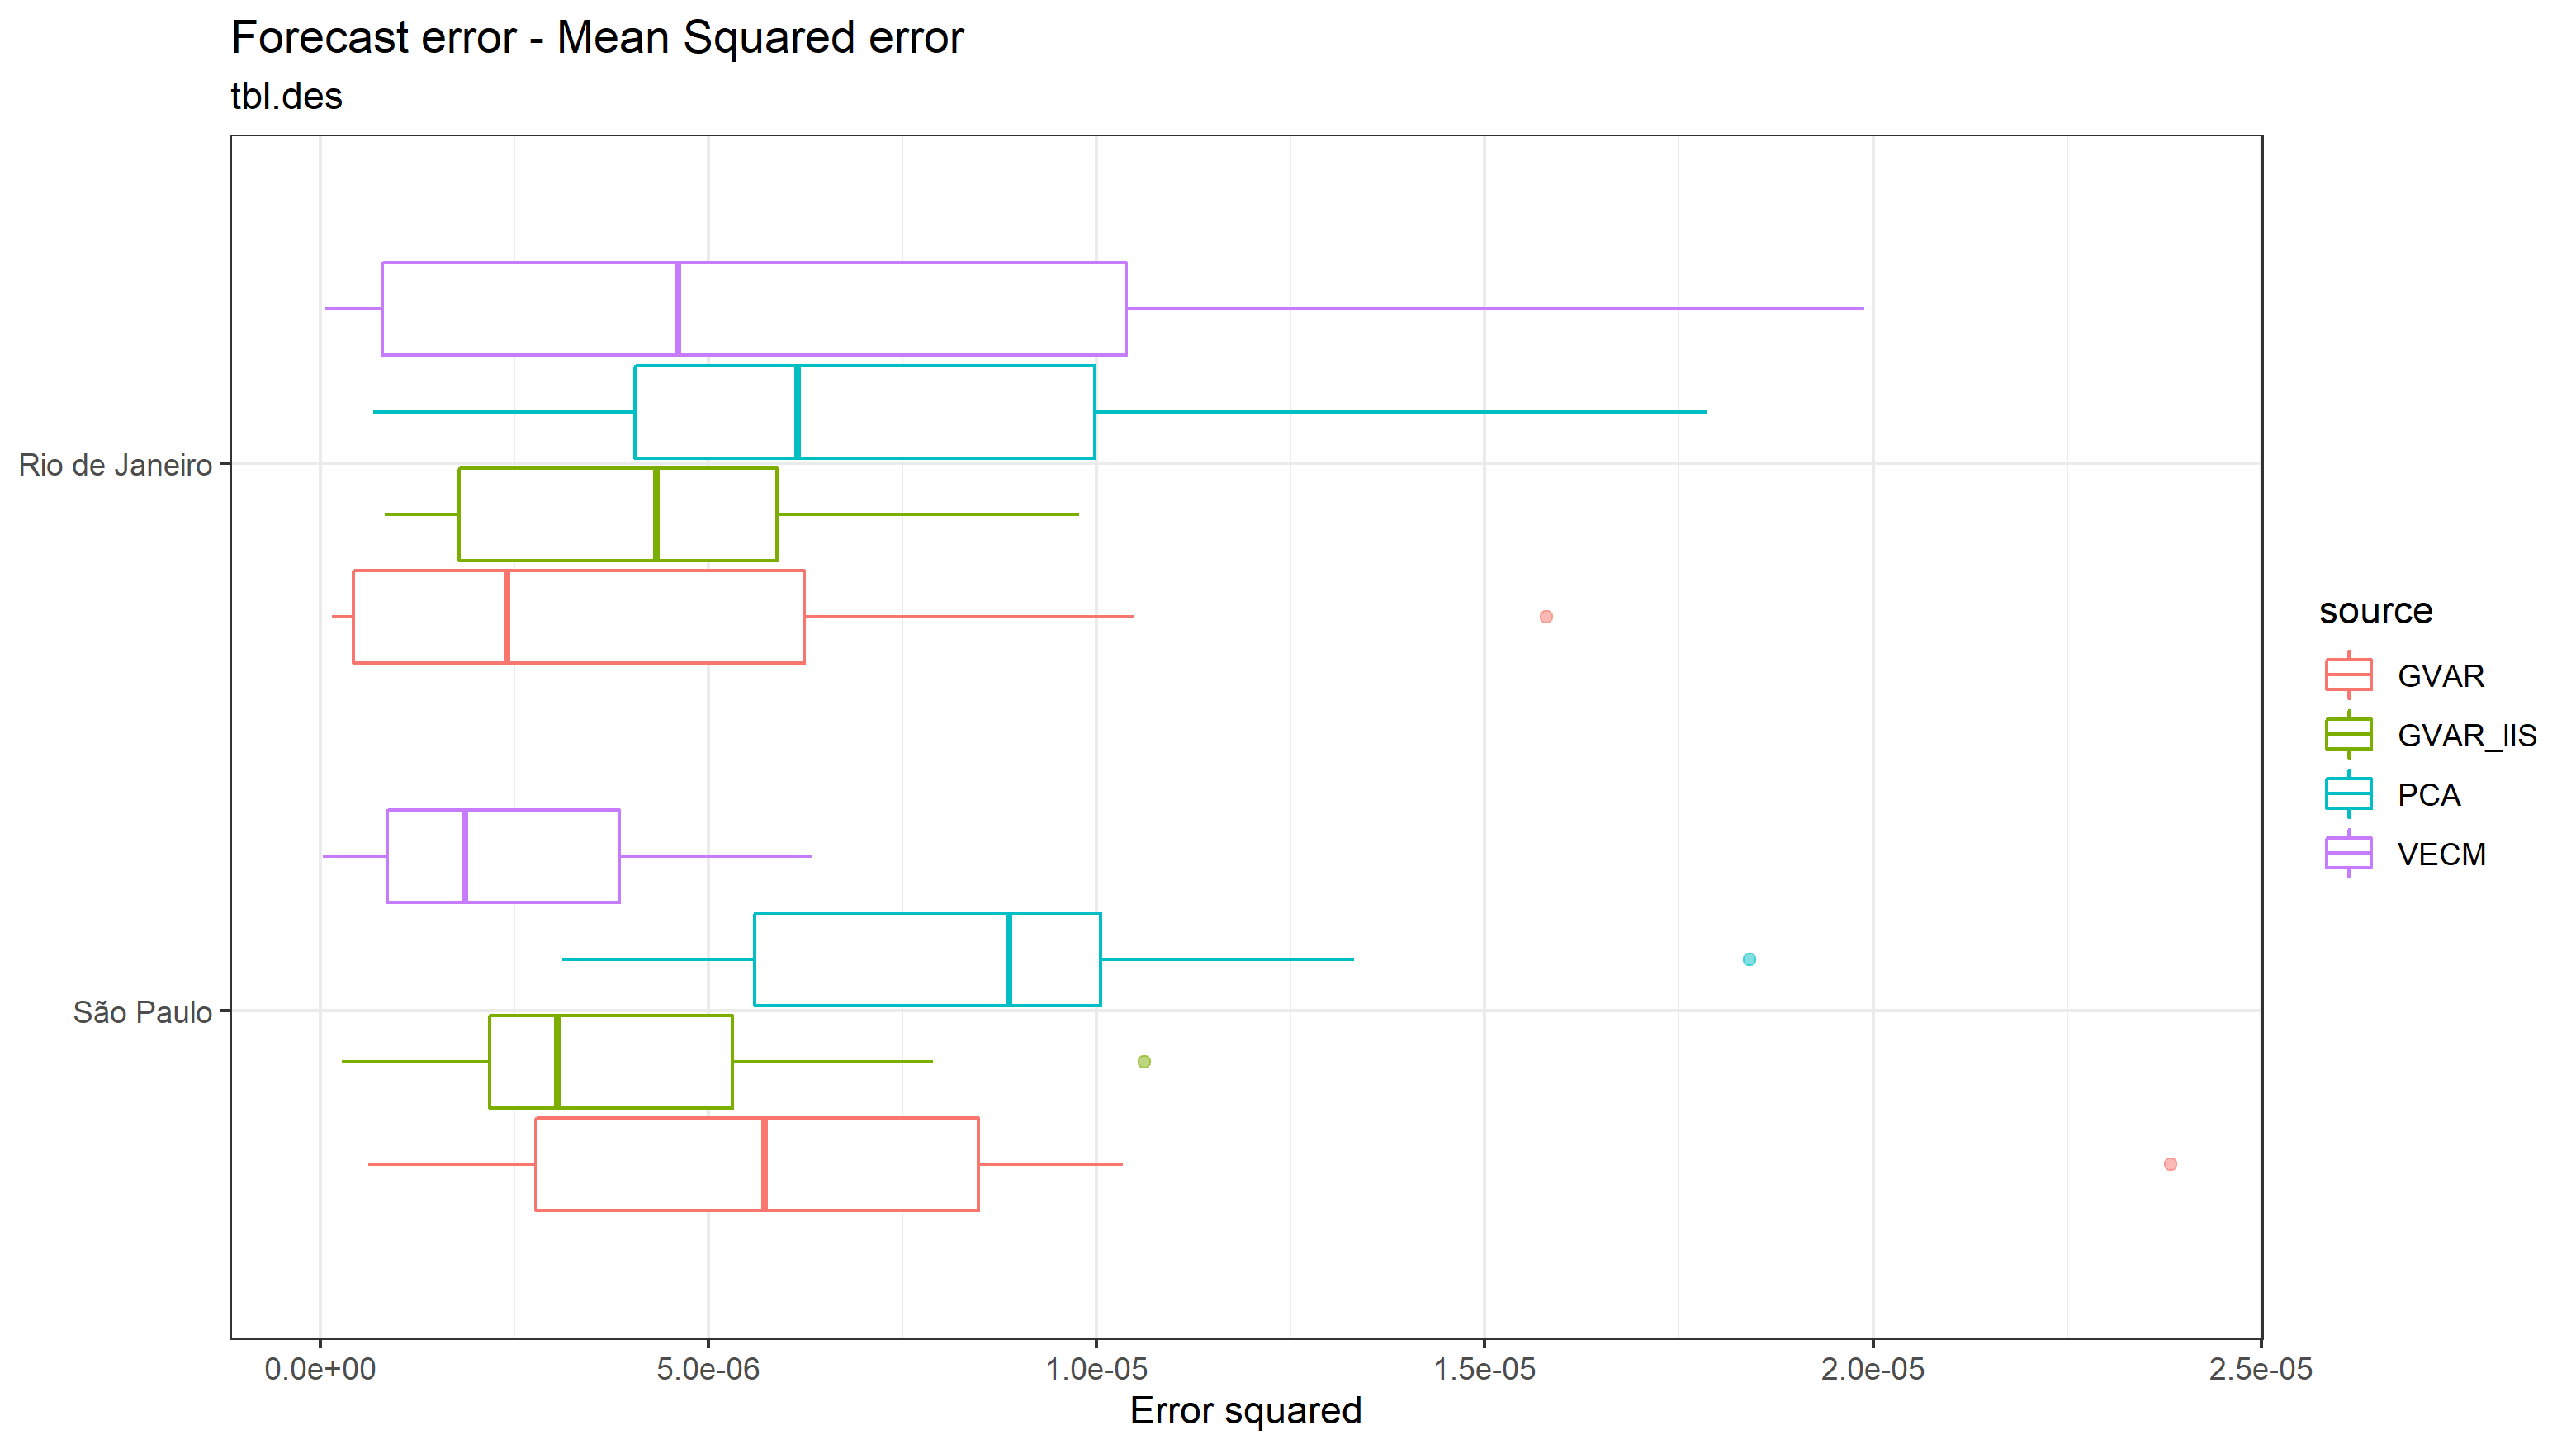 Forecast error - Mean Squared error
tbl.des
Rio de Janeiro
São Paulo
0.0e+00
5.0e-06
1.0e-05
1.5e-05
2.0e-05
2.5e-05
Error squared
source
GVAR
GVAR_IIS
PCA
VECM